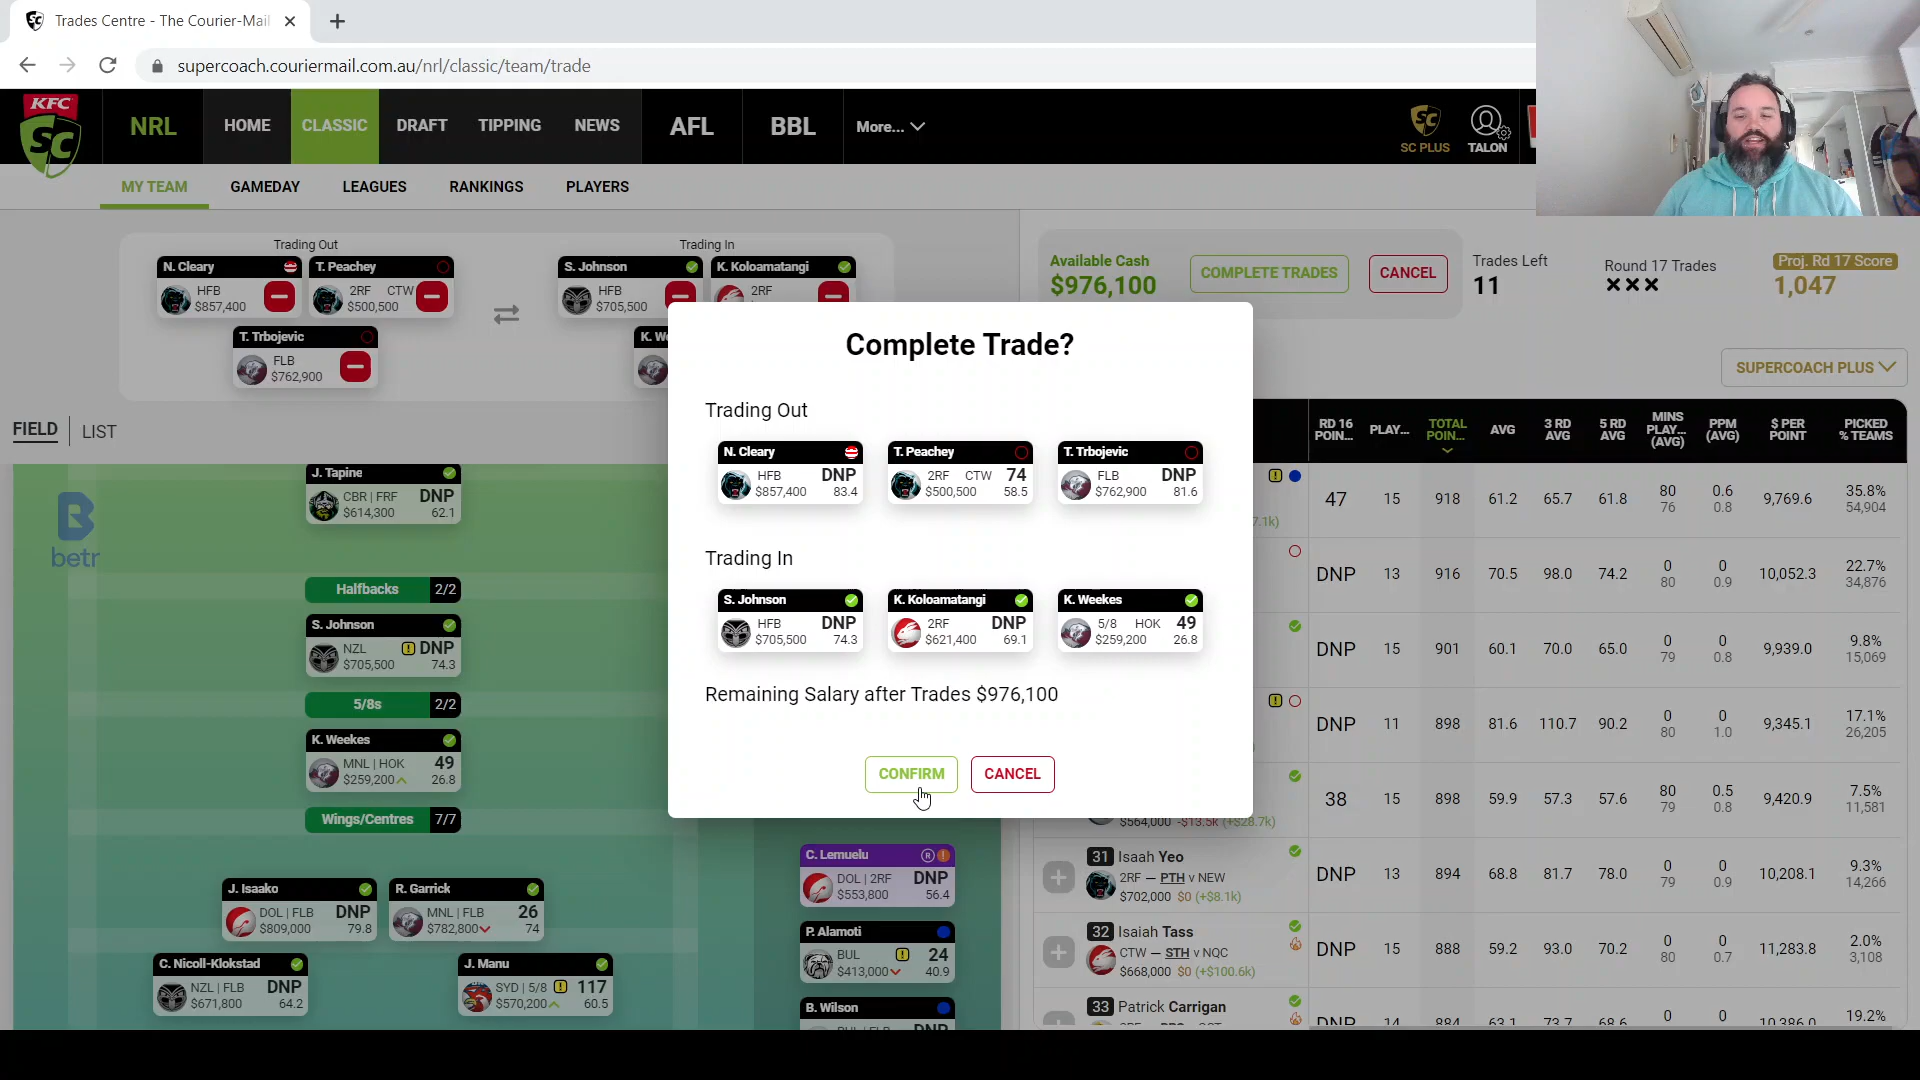 Trades Centre - The Courier-Mail
supercoach.couriermail.com.au/nrl/classic/team/trade
KFC
SC
NRL
HOME
CLASSIC
DRAFT
TIPPING
NEWS
AFL
BBL
More...
SC
SC PLUS
TALON
MY TEAM
GAMEDAY
LEAGUES
RANKINGS
PLAYERS
Trading Out
N. Cleary
HFB
$857,400
T. Peachey
2RF CTW
$500,500
T. Trbojevic
FLB
$762,900
Trading In
S. Johnson
HFB
$705,500
K. Koloamatangi
2RF
Available Cash
$976,100
COMPLETE TRADES
CANCEL
Trades Left
11
Round 17 Trades
Proj. Rd 17 Score
1,047
SUPERCOACH PLUS
FIELD
LIST
betr
J. Tapine
CBR | FRF DNP
$614,300 62.1
Halfbacks 2/2
S. Johnson
NZL DNP
$705,500 74.3
5/8s 2/2
K. Weekes
MNL | HOK 49
$259,200 26.8
Wings/Centres 7/7
J. Isaako
DOL | FLB DNP
$809,000 79.8
R. Garrick
MNL | FLB 26
$782,800 74
C. Nicoll-Klokstad
NZL | FLB DNP
$671,800 64.2
J. Manu
SYD | 5/8 117
$570,200 60.5
C. Lemuelu
DOL | 2RF DNP
$553,800 56.4
P. Alamoti
BUL 24
$413,000 40.9
B. Wilson
Complete Trade?
Trading Out
N. Cleary
HFB DNP
$857,400 83.4
T. Peachey
2RF CTW 74
$500,500 58.5
T. Trbojevic
FLB DNP
$762,900 81.6
Trading In
S. Johnson
HFB DNP
$705,500 74.3
K. Koloamatangi
2RF DNP
$621,400 69.1
K. Weekes
5/8 HOK 49
$259,200 26.8
Remaining Salary after Trades $976,100
CONFIRM
CANCEL
RD 16 POIN... PLAY... TOTAL POIN... AVG 3 RD AVG 5 RD AVG MINS PLAY... (AVG) PPM (AVG) $ PER POINT PICKED % TEAMS
47 15 918 61.2 65.7 61.8 80 0.6 9,769.6 35.8%
76 0.8 54,904
DNP 13 916 70.5 98.0 74.2 0 0 10,052.3 22.7%
80 0.9 34,876
DNP 15 901 60.1 70.0 65.0 0 0 9,939.0 9.8%
79 0.8 15,069
DNP 11 898 81.6 110.7 90.2 0 0 9,345.1 17.1%
80 1.0 26,205
38 15 898 59.9 57.3 57.6 80 0.5 9,420.9 7.5%
79 0.8 11,581
$564,000 -$13.5k (+$28.7k)
31 Isaah Yeo
2RF — PTH v NEW
$702,000 $0 (+$8.1k)
DNP 13 894 68.8 81.7 78.0 0 0 10,208.1 9.3%
79 0.9 14,266
32 Isaiah Tass
CTW — STH v NQC
$668,000 $0 (+$100.6k)
DNP 15 888 59.2 93.0 70.2 0 0 11,283.8 2.0%
80 0.7 3,108
33 Patrick Carrigan
DNP 14 884 63.1 73.7 68.6 0 0 10,386.0 19.2%